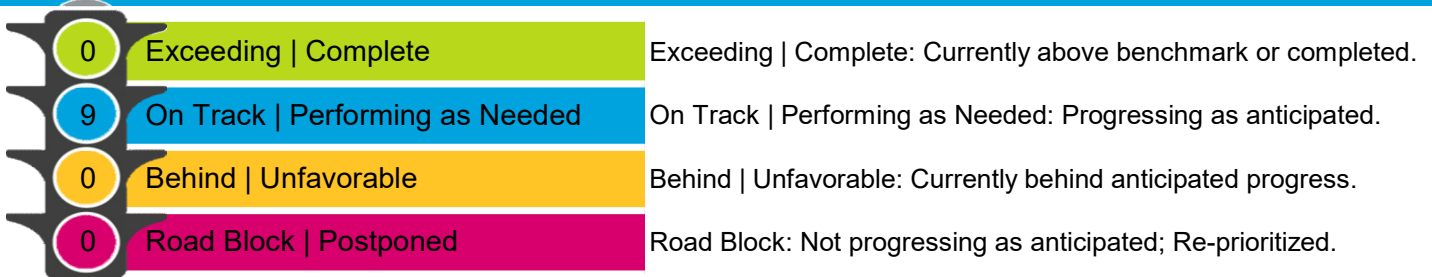 0 Exceeding | Complete Exceeding | Complete: Currently above benchmark or completed.
9 On Track | Performing as Needed On Track | Performing as Needed: Progressing as anticipated.
0 Behind | Unfavorable Behind | Unfavorable: Currently behind anticipated progress.
0 Road Block | Postponed Road Block: Not progressing as anticipated; Re-prioritized.